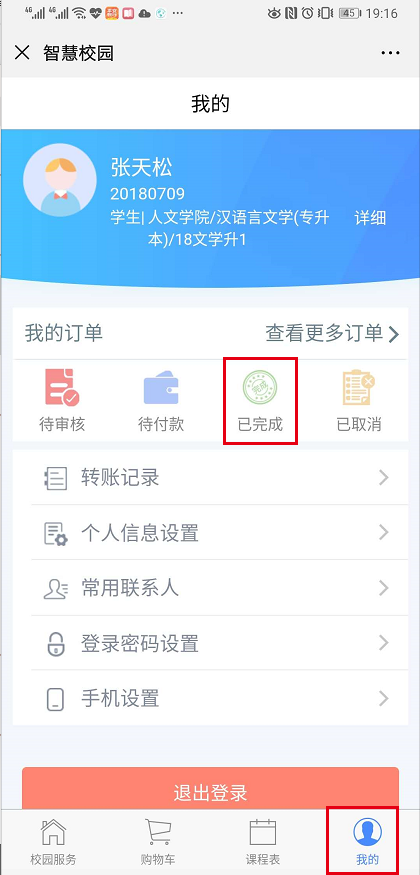 4G 4G 45 19:16
智慧校园
我的
张天松
20180709
学生| 人文学院/汉语言文学(专升 详细
本)/18文学升1
我的订单 查看更多订单
待审核 待付款 已完成 已取消
转账记录
个人信息设置
常用联系人
登录密码设置
手机设置
退出登录
校园服务 购物车 课程表 我的